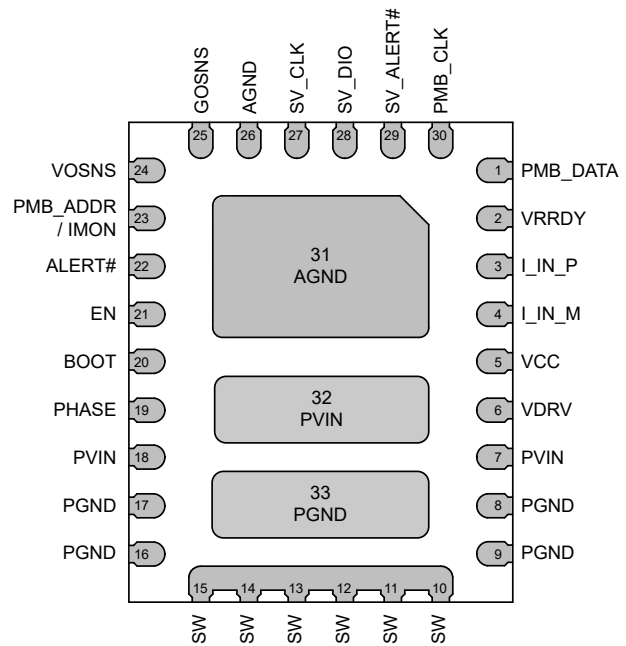 GOSNS
AGND
SV_CLK
SV_DIO
SV_ALERT#
PMB_CLK
25
26
27
28
29
30
VOSNS 24
PMB_ADDR
/ IMON
23
ALERT# 22
EN 21
BOOT 20
PHASE 19
PVIN 18
PGND 17
PGND 16
31
AGND
32
PVIN
33
PGND
1 PMB_DATA
2 VRRDY
3 I_IN_P
4 I_IN_M
5 VCC
6 VDRV
7 PVIN
8 PGND
9 PGND
15
14
13
12
11
10
SW
SW
SW
SW
SW
SW